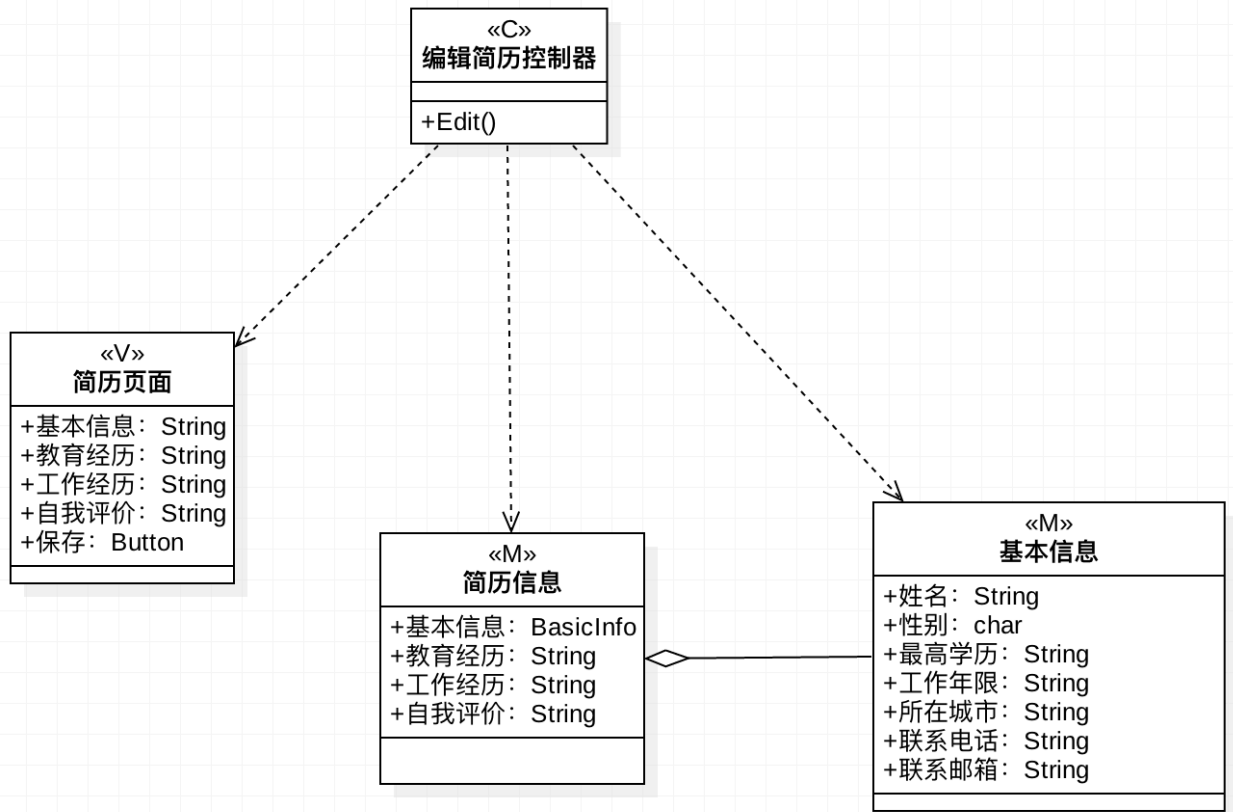 «C»
编辑简历控制器
+Edit()
«V»
简历页面
+基本信息：String
+教育经历：String
+工作经历：String
+自我评价：String
+保存：Button
«M»
简历信息
+基本信息：BasicInfo
+教育经历：String
+工作经历：String
+自我评价：String
«M»
基本信息
+姓名：String
+性别：char
+最高学历：String
+工作年限：String
+所在城市：String
+联系电话：String
+联系邮箱：String